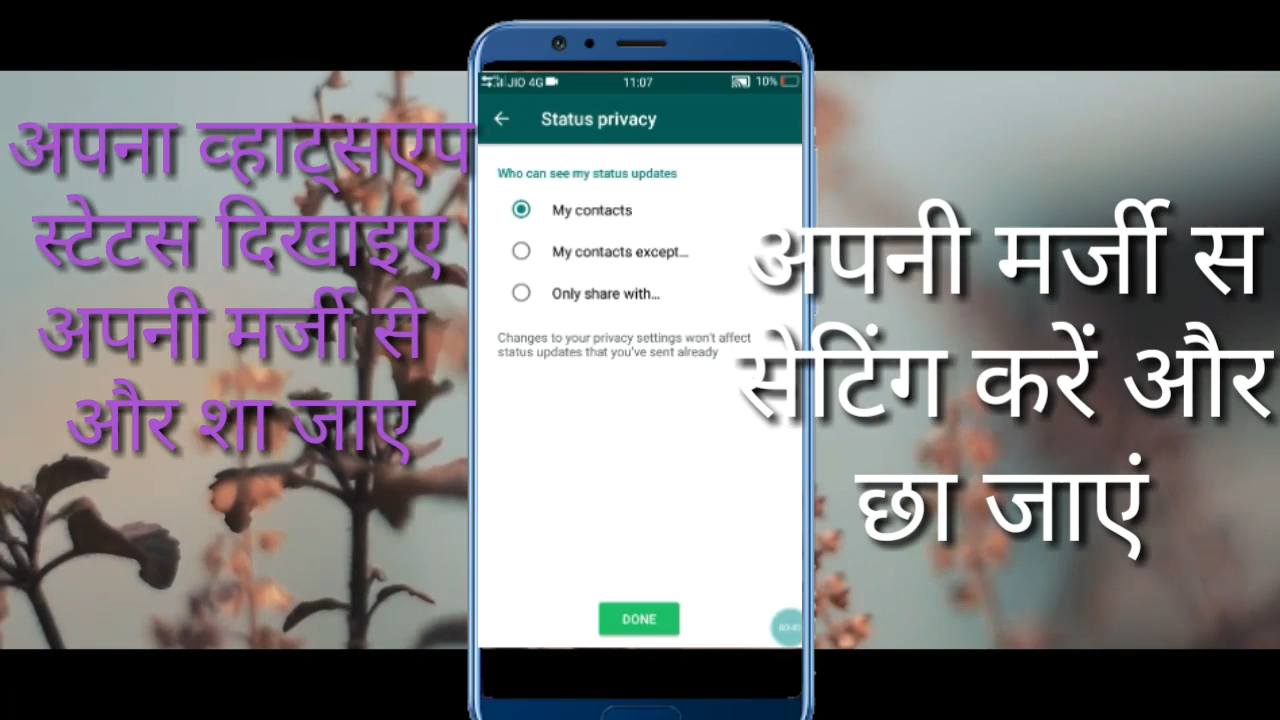 अपना व्हाट्सएप
स्टेटस दिखाइए
अपनी मर्जी से
और शा जाए
JIO 4G
11:07
10%
Status privacy
Who can see my status updates
My contacts
My contacts except...
Only share with...
Changes to your privacy settings won't affect
status updates that you've sent already
DONE
अपनी मर्जी स
सेटिंग करें और
छा जाएं